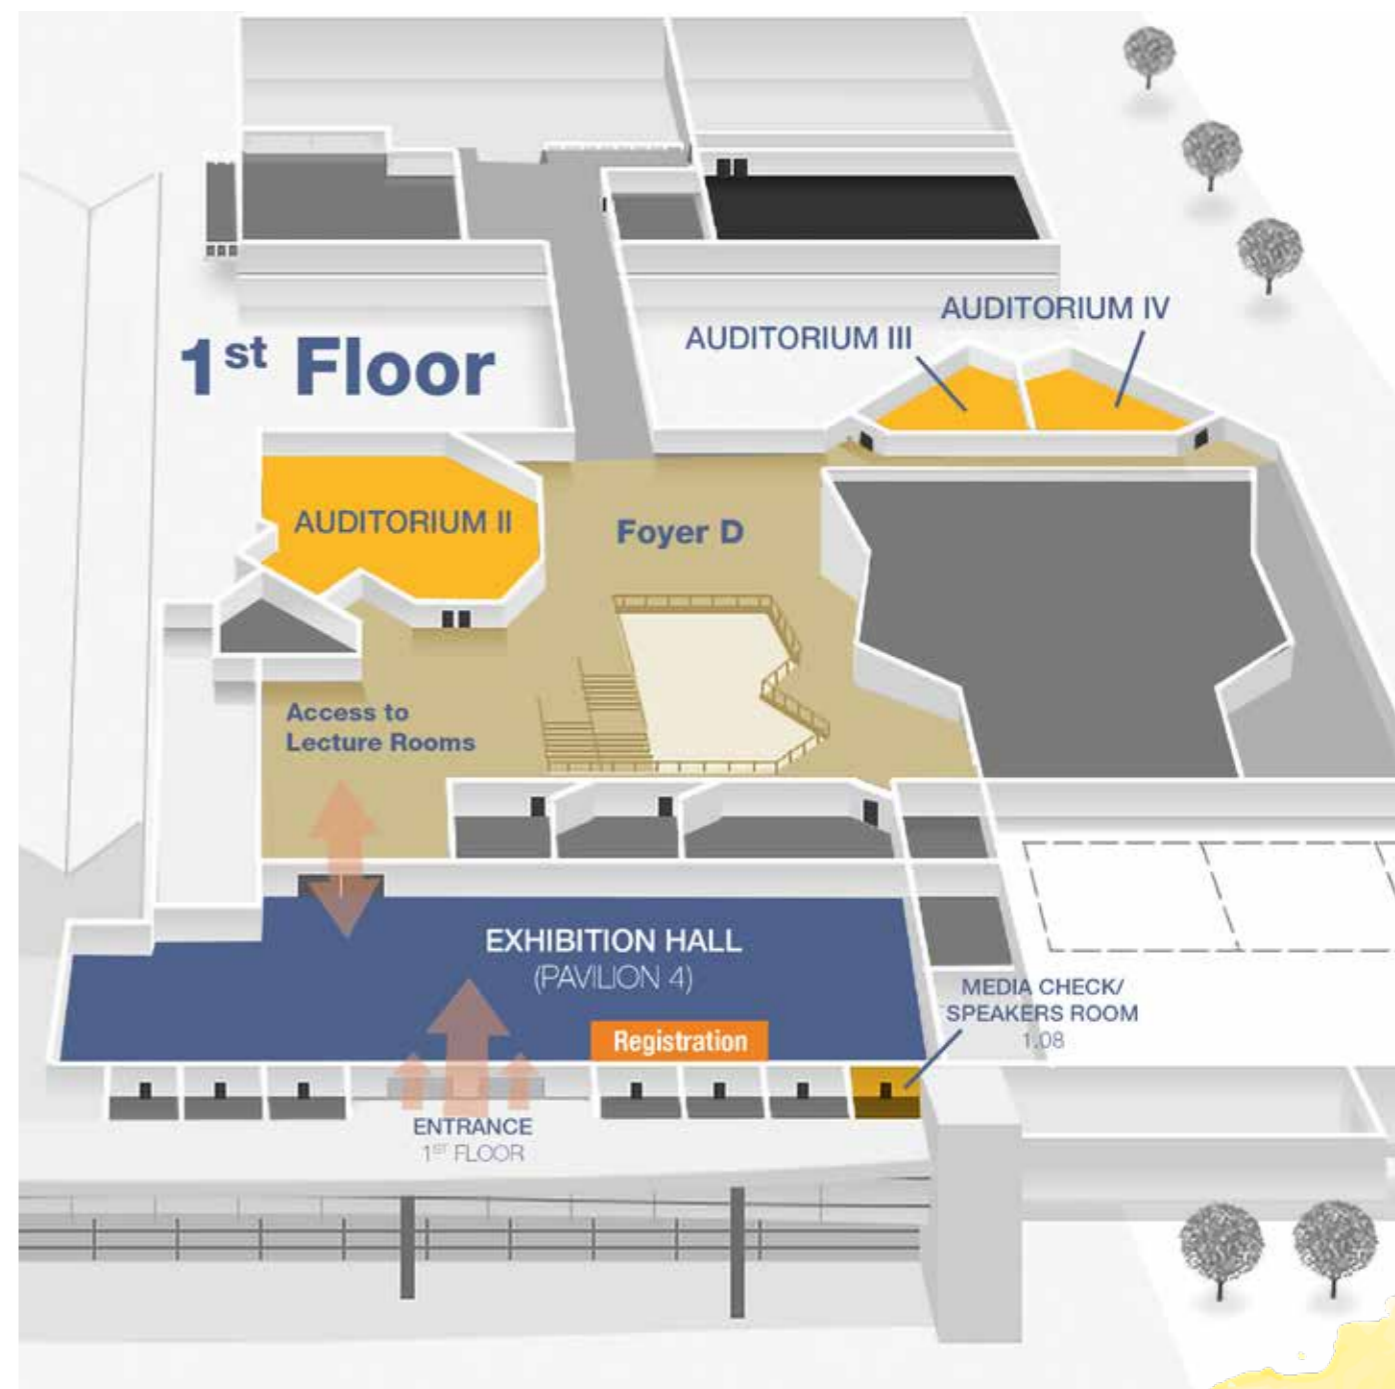 AUDITORIUM IV
AUDITORIUM III
1st Floor
AUDITORIUM II
Foyer D
Access to
Lecture Rooms
EXHIBITION HALL
(PAVILION 4)
MEDIA CHECK/
SPEAKERS ROOM
1.08
Registration
ENTRANCE
1ST FLOOR